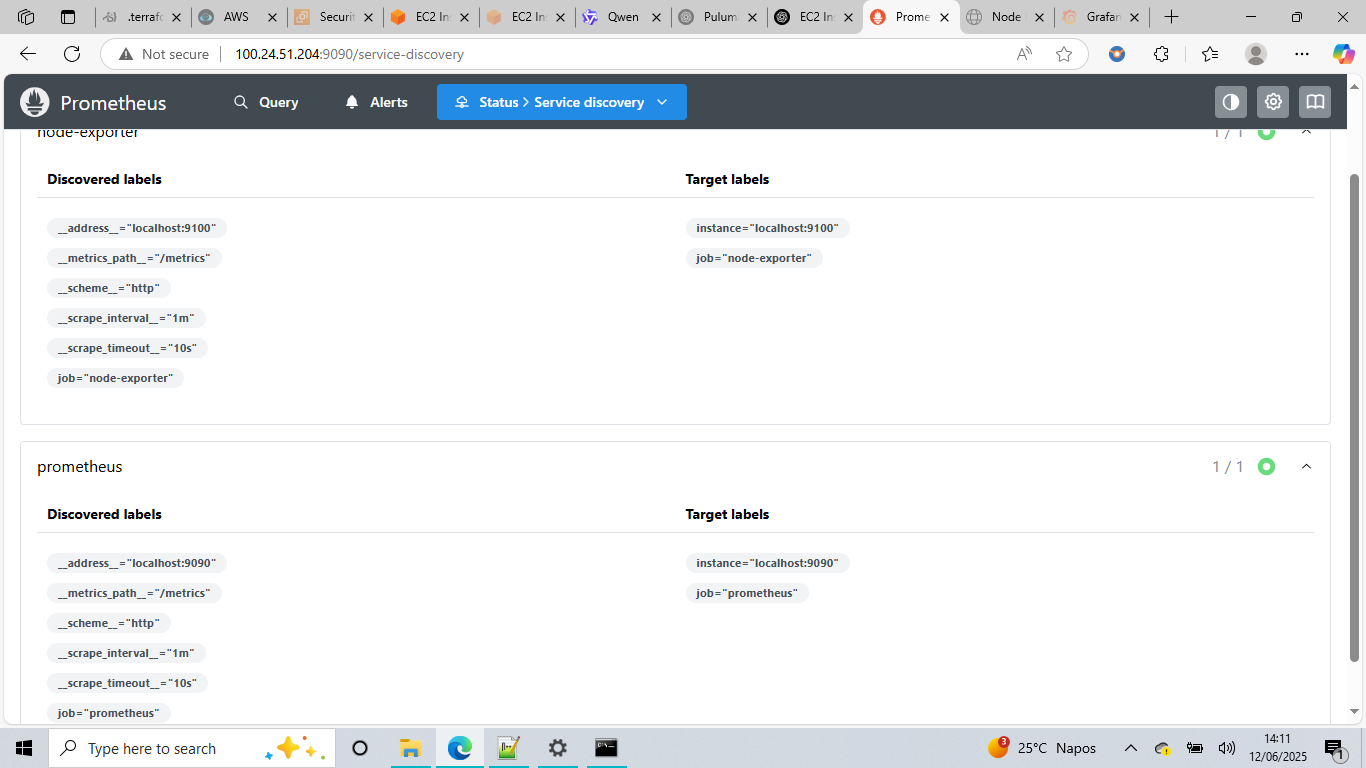 .terrafo
AWS
Securit
EC2 Ins
EC2 Ins
Qwen
Pulum
EC2 Ins
Prome
Node
Grafan
Not secure
100.24.51.204:9090/service-discovery
Prometheus
Query
Alerts
Status > Service discovery
node-exporter
1 / 1
Discovered labels
Target labels
__address__="localhost:9100"
instance="localhost:9100"
__metrics_path__="/metrics"
job="node-exporter"
__scheme__="http"
__scrape_interval__="1m"
__scrape_timeout__="10s"
job="node-exporter"
prometheus
1 / 1
Discovered labels
Target labels
__address__="localhost:9090"
instance="localhost:9090"
__metrics_path__="/metrics"
job="prometheus"
__scheme__="http"
__scrape_interval__="1m"
__scrape_timeout__="10s"
job="prometheus"
Type here to search
3
25°C Napos
14:11
12/06/2025
1